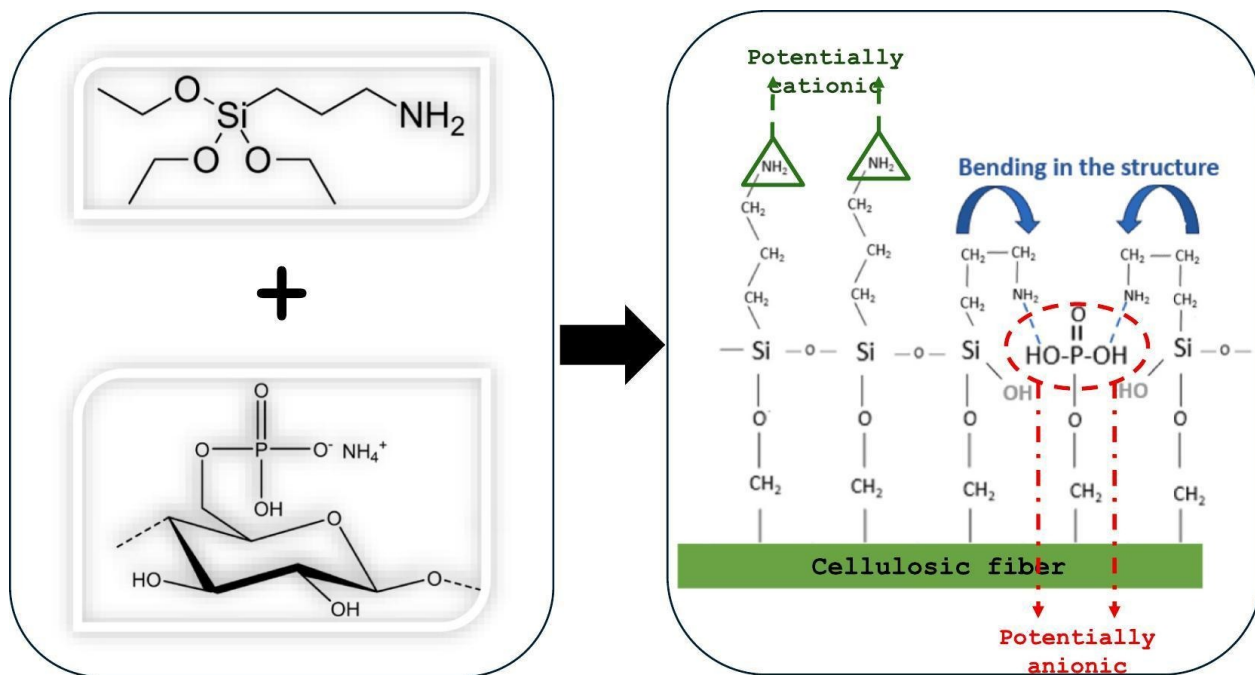 O
Si
NH2
O
O
+
O
O
P
O- NH4+
OH
O
HO
OH
O
Potentially
cationic
NH2
NH2
Bending in the structure
CH2
CH2
CH2
CH2
CH2
CH2
CH2
CH2
CH2
CH2
NH2
NH2
CH2
CH2
O
Si
o
Si
o
Si
HO-P-OH
Si
o
OH
HO
O
O
O
O
O
CH2
CH2
CH2
CH2
CH2
Cellulosic fiber
Potentially
anionic